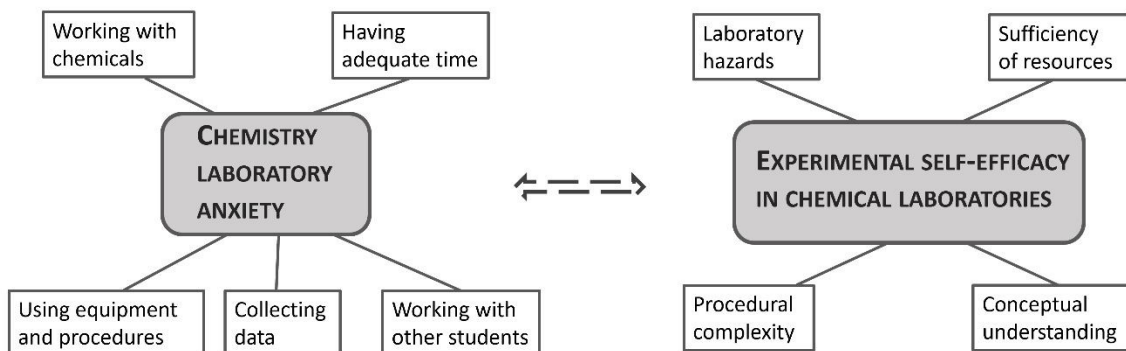 Working with
chemicals
Having
adequate time
Laboratory
hazards
Sufficiency
of resources
CHEMISTRY
LABORATORY
ANXIETY
EXPERIMENTAL SELF-EFFICACY
IN CHEMICAL LABORATORIES
Using equipment
and procedures
Collecting
data
Working with
other students
Procedural
complexity
Conceptual
understanding